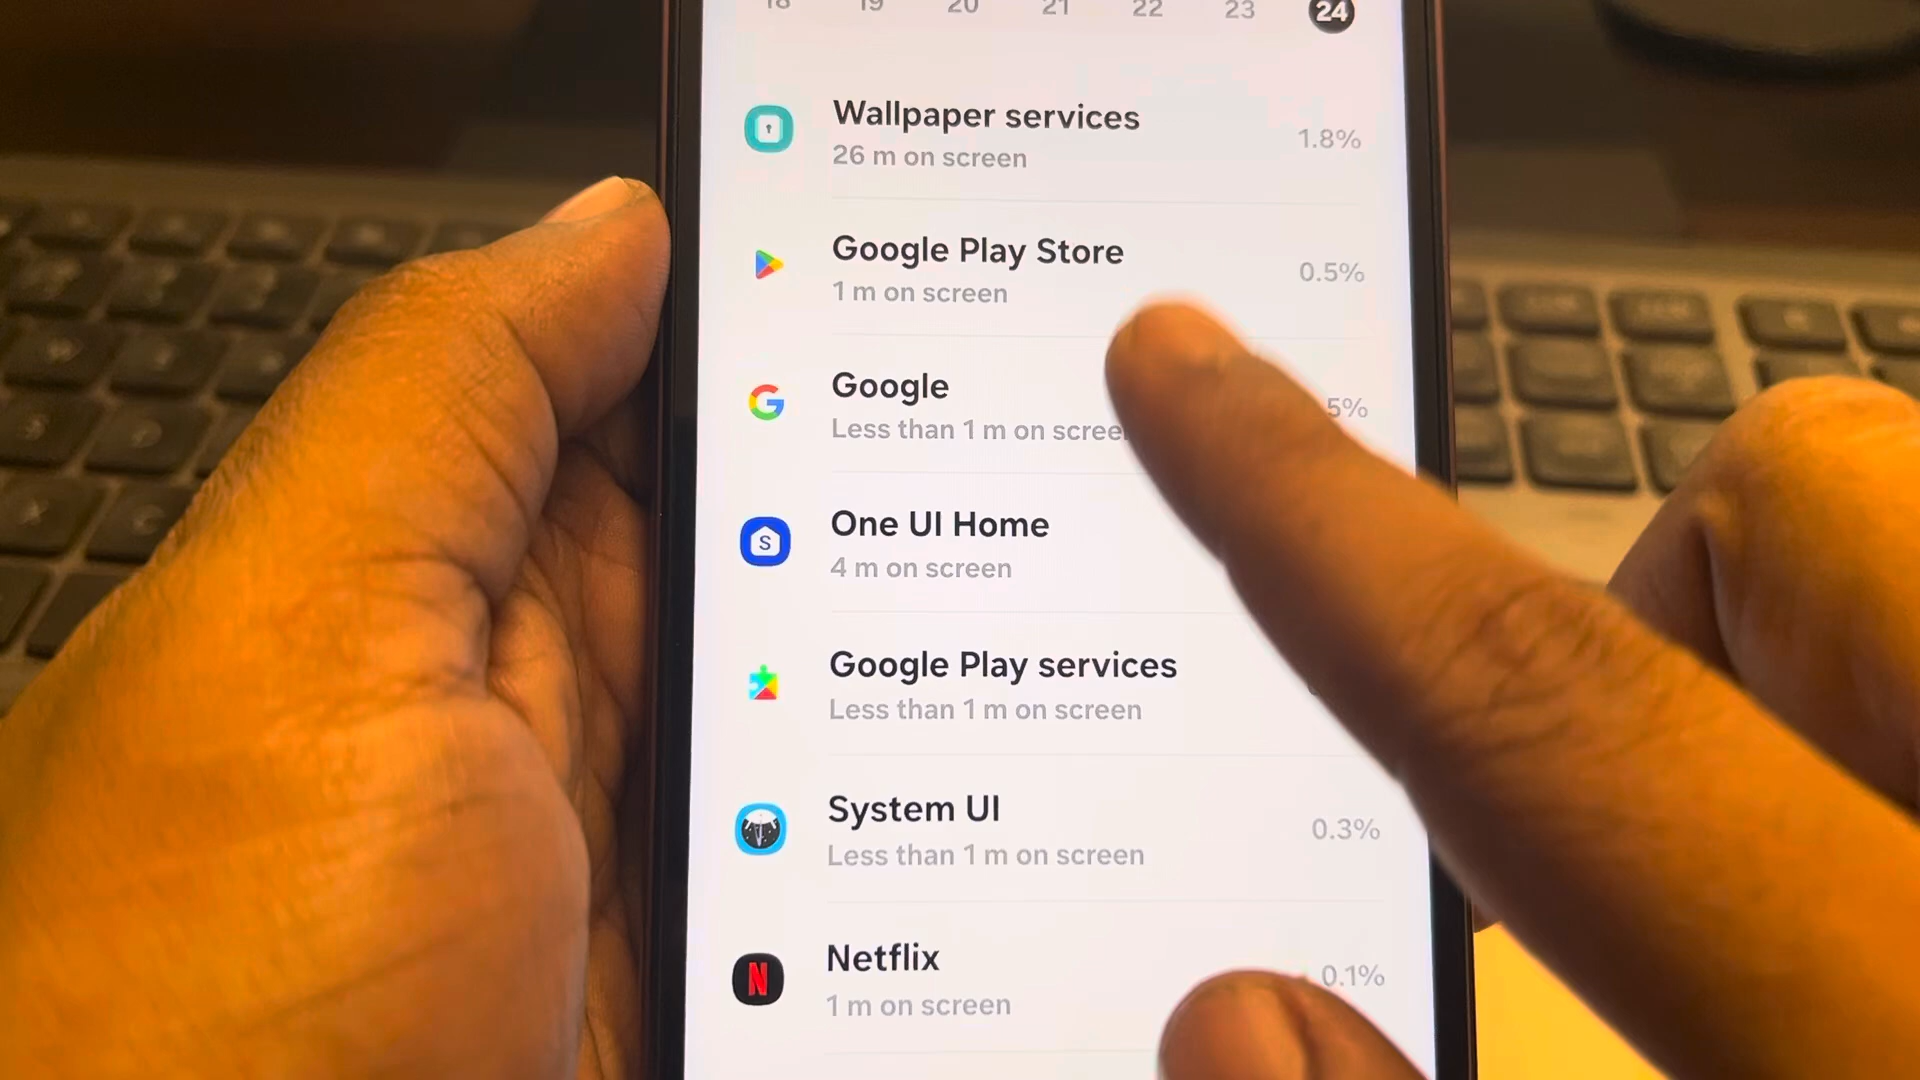 18 19 20 21 22 23 24
Wallpaper services
26 m on screen
1.8%
Google Play Store
1 m on screen
0.5%
Google
Less than 1 m on screen
5%
One UI Home
4 m on screen
S
Google Play services
Less than 1 m on screen
System UI
Less than 1 m on screen
0.3%
N
Netflix
1 m on screen
0.1%